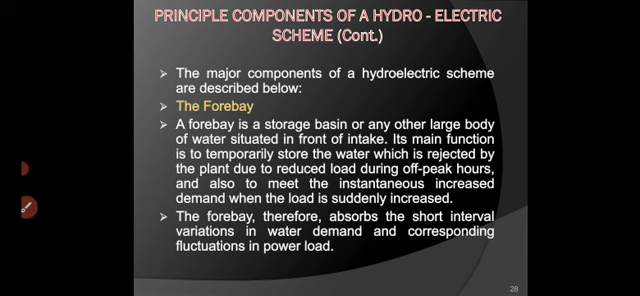 PRINCIPLE COMPONENTS OF A HYDRO - ELECTRIC
SCHEME (Cont.)
➢ The major components of a hydroelectric scheme
are described below:
➢ The Forebay
➢ A forebay is a storage basin or any other large body
of water situated in front of intake. Its main function
is to temporarily store the water which is rejected by
the plant due to reduced load during off-peak hours,
and also to meet the instantaneous increased
demand when the load is suddenly increased.
➢ The forebay, therefore, absorbs the short interval
variations in water demand and corresponding
fluctuations in power load.
28